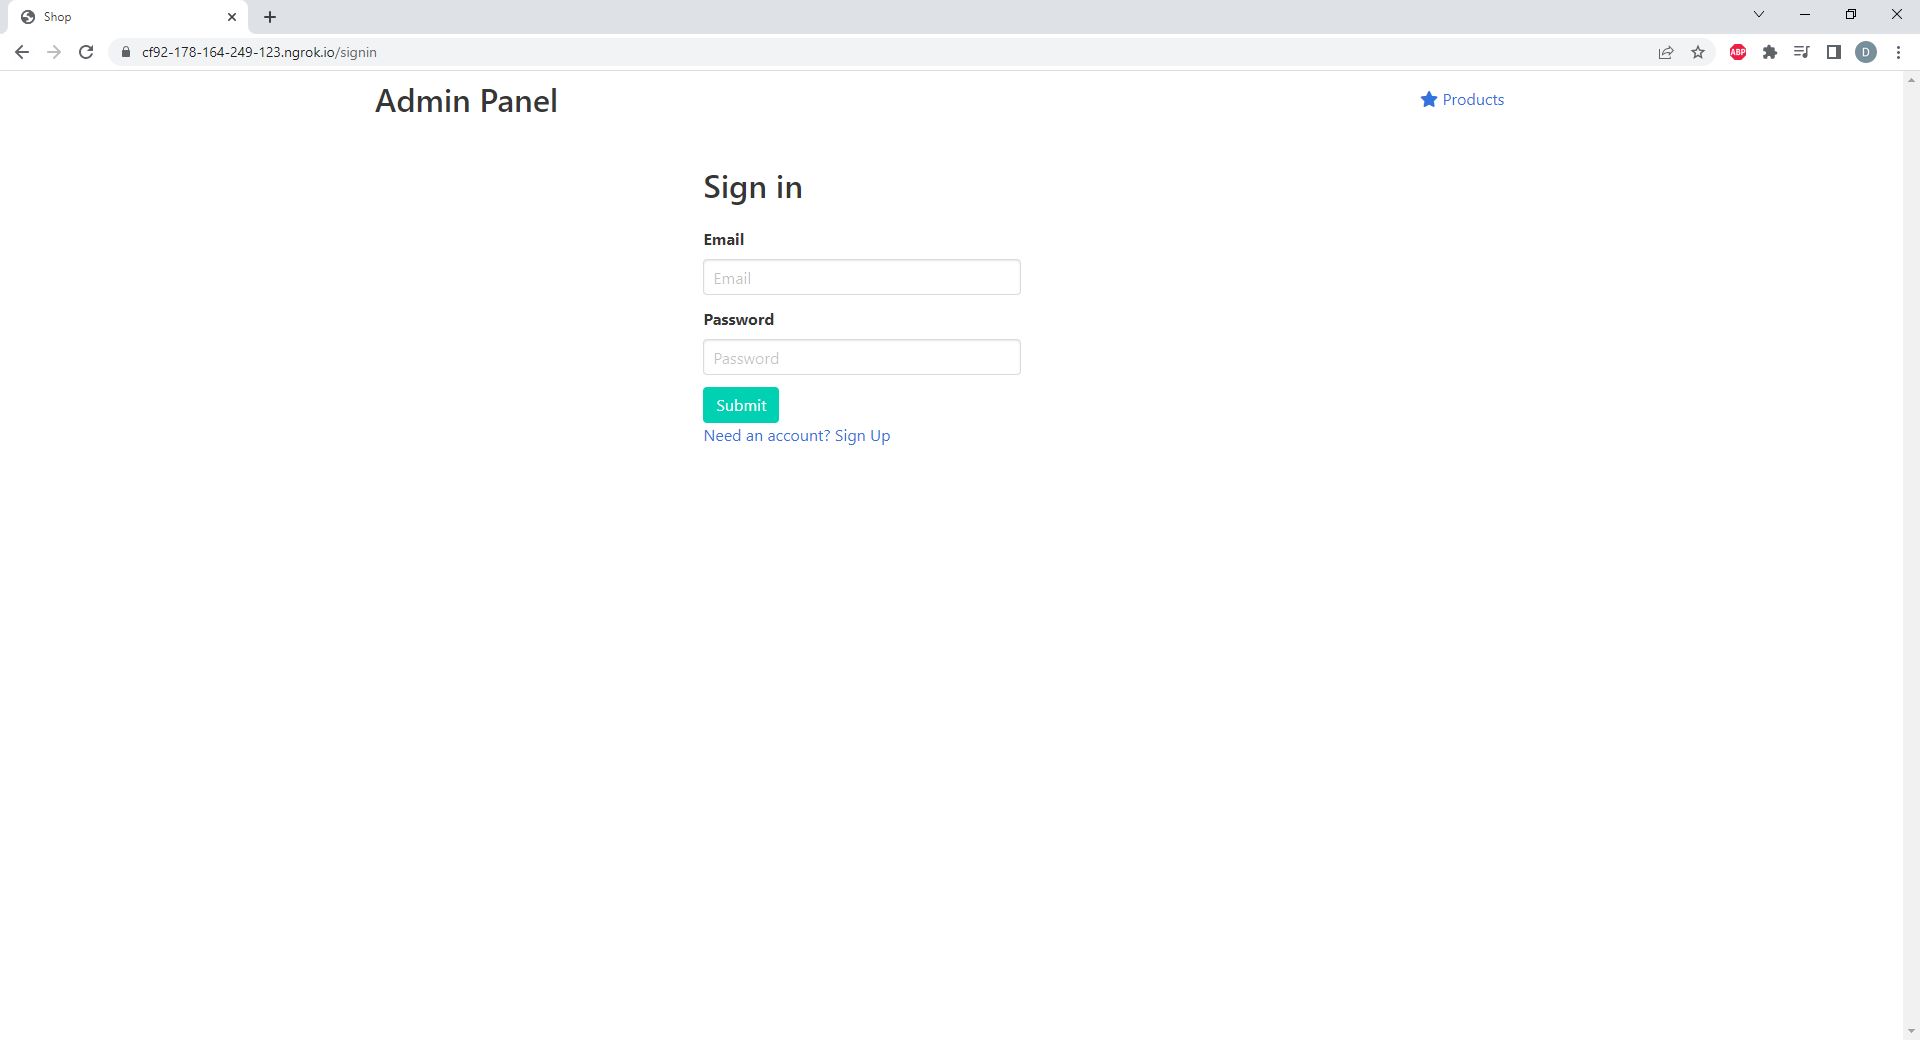 Shop
cf92-178-164-249-123.ngrok.io/signin
ABP
D
Admin Panel
Products
Sign in
Email
Email
Password
Password
Submit
Need an account? Sign Up